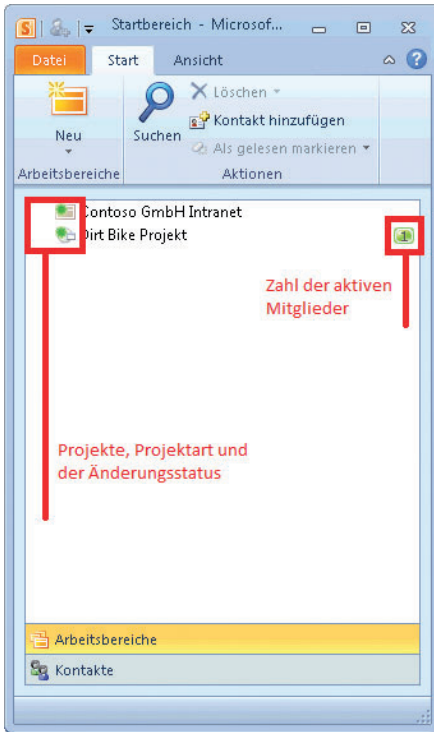 Startbereich - Microsof...
Datei Start Ansicht
Neu
Suchen
Löschen
Kontakt hinzufügen
Als gelesen markieren
Arbeitsbereiche
Aktionen
Contoso GmbH Intranet
Dirt Bike Projekt
1
Zahl der aktiven
Mitglieder
Projekte, Projektart und
der Änderungsstatus
Arbeitsbereiche
Kontakte